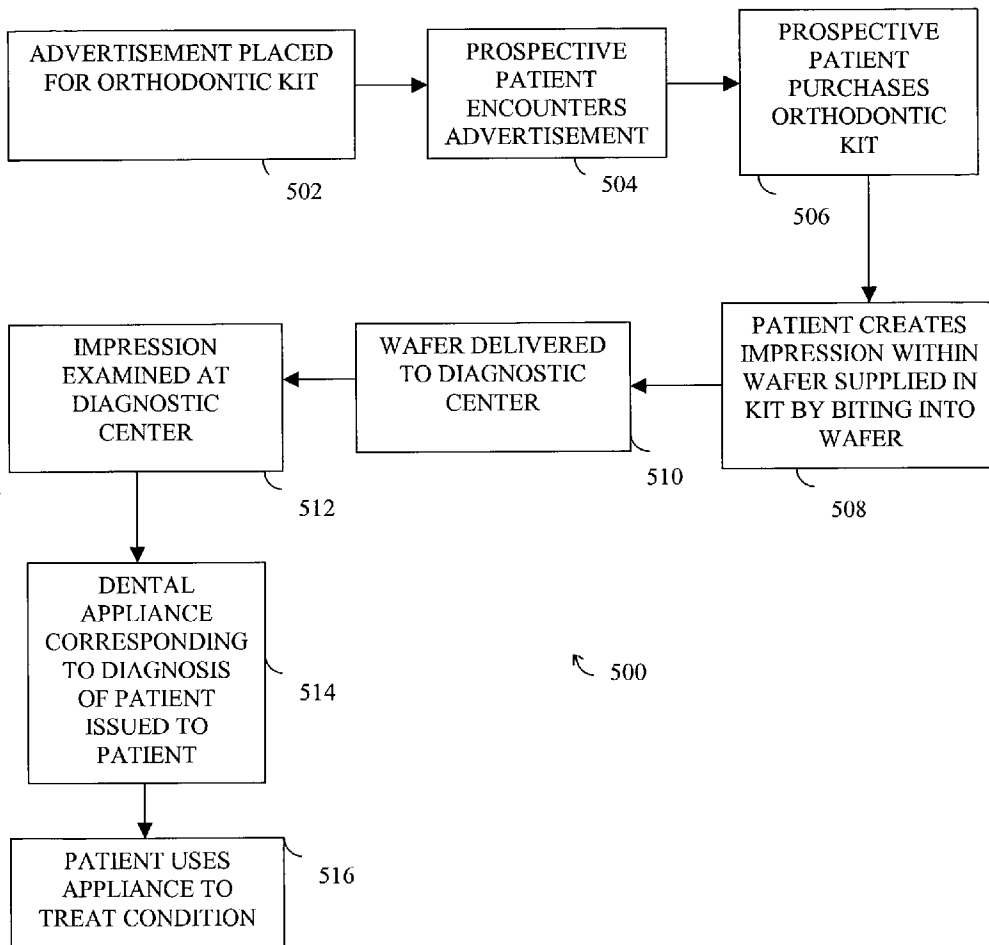 ADVERTISEMENT PLACED
FOR ORTHODONTIC KIT
502
PROSPECTIVE
PATIENT
ENCOUNTERS
ADVERTISEMENT
504
PROSPECTIVE
PATIENT
PURCHASES
ORTHODONTIC
KIT
506
PATIENT CREATES
IMPRESSION WITHIN
WAFER SUPPLIED IN
KIT BY BITING INTO
WAFER
508
WAFER DELIVERED
TO DIAGNOSTIC
CENTER
510
IMPRESSION
EXAMINED AT
DIAGNOSTIC
CENTER
512
DENTAL
APPLIANCE
CORRESPONDING
TO DIAGNOSIS
OF PATIENT
ISSUED TO
PATIENT
514
500
PATIENT USES
APPLIANCE TO
TREAT CONDITION
516